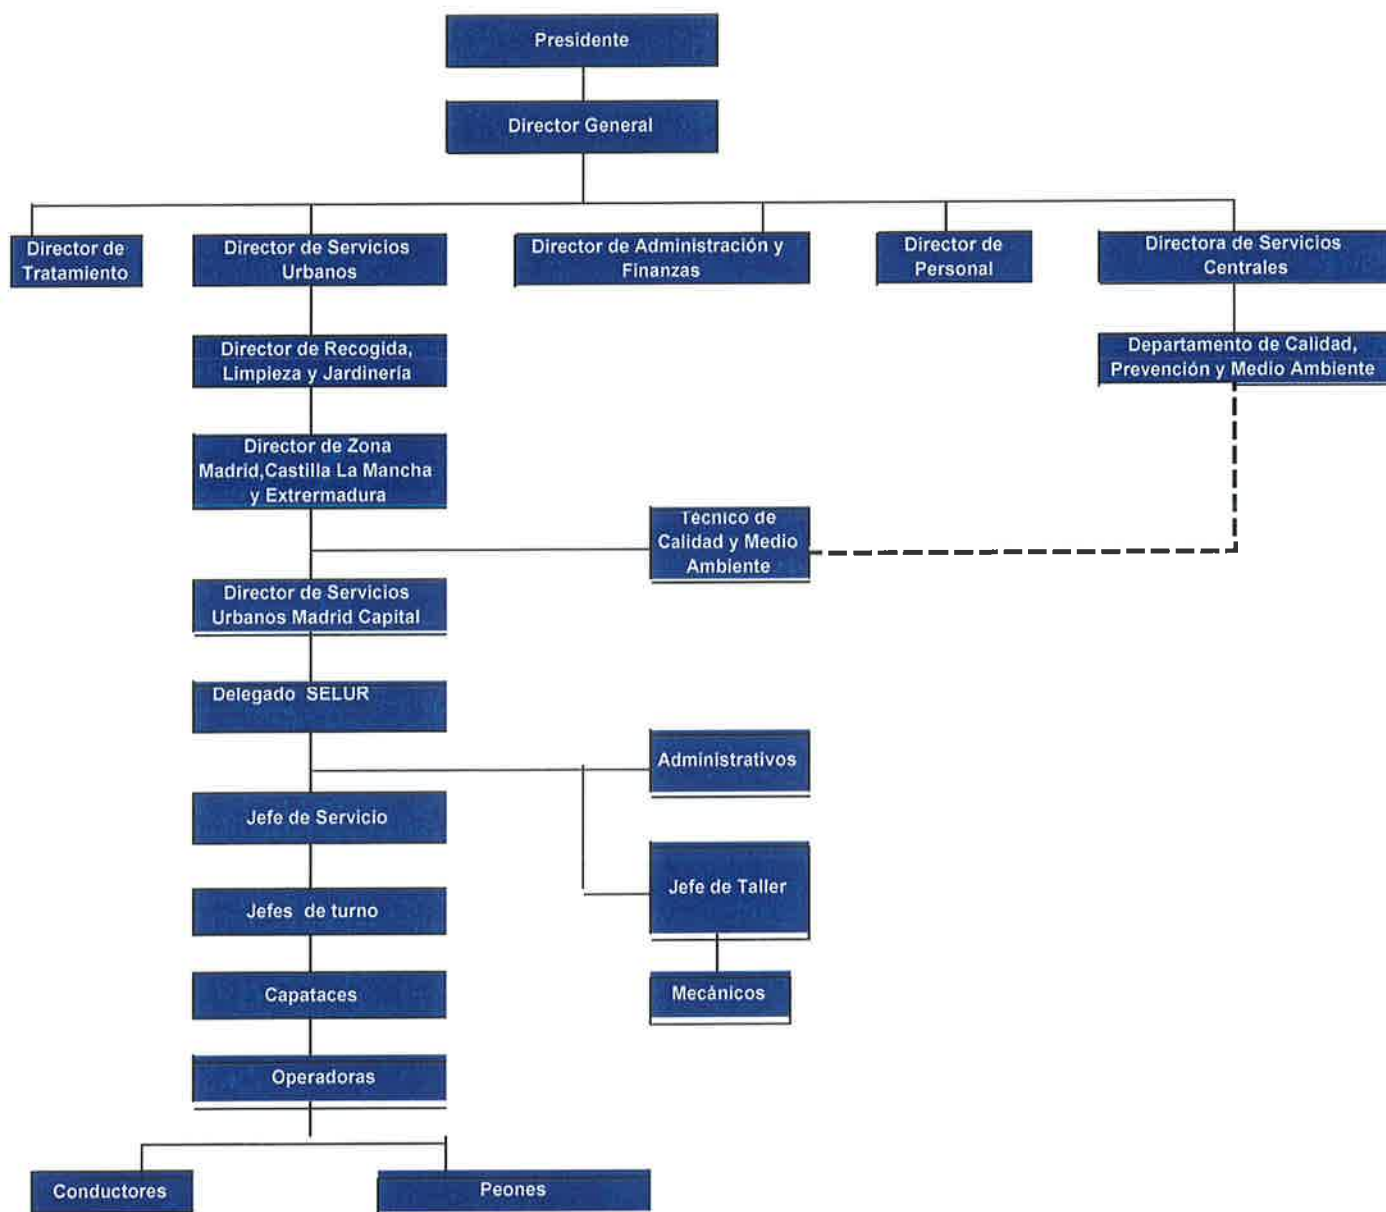 Presidente
Director General
Director de
Tratamiento
Director de Servicios
Urbanos
Director de Administración y
Finanzas
Director de
Personal
Directora de Servicios
Centrales
Director de Recogida,
Limpieza y Jardinería
Departamento de Calidad,
Prevención y Medio Ambiente
Director de Zona
Madrid,Castilla La Mancha
y Extrermadura
Técnico de
Calidad y Medio
Ambiente
Director de Servicios
Urbanos Madrid Capital
Delegado SELUR
Administrativos
Jefe de Servicio
Jefe de Taller
Jefes de turno
Capataces
Mecánicos
Operadoras
Conductores
Peones